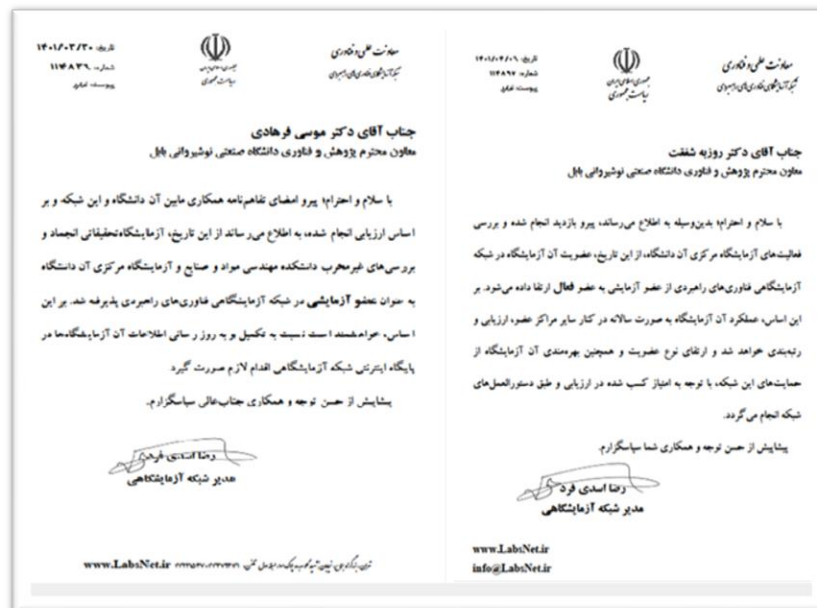 معاونت علمی و فناوری
شبکه آزمایشگاهی فناوری‌های راهبردی
جمهوری اسلامی ایران
ریاست جمهوری
تاریخ: ۱۴۰۱/۰۳/۳۰
شماره: ۱۱۴۸۳۹
پیوست: ندارد
جناب آقای دکتر موسی فرهادی
معاون محترم پژوهش و فناوری دانشگاه صنعتی نوشیروانی بابل
با سلام و احترام؛ پیرو امضای تفاهم‌نامه همکاری مابین آن دانشگاه و این شبکه و بر
اساس ارزیابی انجام شده، به اطلاع می‌رساند از این تاریخ، آزمایشگاه تحقیقاتی انجماد و
بررسی‌های غیرمخرب دانشکده مهندسی مواد و صنایع و آزمایشگاه مرکزی آن دانشگاه
به عنوان عضو آزمایشی در شبکه آزمایشگاهی فناوری‌های راهبردی پذیرفته شد. بر این
اساس، خواهشمند است نسبت به تکمیل و به روز رسانی اطلاعات آن آزمایشگاه‌ها در
پایگاه اینترنتی شبکه آزمایشگاهی اقدام لازم صورت گیرد.
پیشاپیش از حسن توجه و همکاری جناب‌عالی سپاسگزارم.
رضا اسدی فرد
مدیر شبکه آزمایشگاهی
www.LabsNet.ir
معاونت علمی و فناوری
شبکه آزمایشگاهی فناوری‌های راهبردی
جمهوری اسلامی ایران
ریاست جمهوری
تاریخ: ۱۴۰۱/۰۴/۰۶
شماره: ۱۱۴۸۹۷
پیوست: ندارد
جناب آقای دکتر روزبه شفقت
معاون محترم پژوهش و فناوری دانشگاه صنعتی نوشیروانی بابل
با سلام و احترام؛ بدین‌وسیله به اطلاع می‌رساند، پیرو بازدید انجام شده و بررسی
فعالیت‌های آزمایشگاه مرکزی آن دانشگاه، از این تاریخ، عضویت آن آزمایشگاه در شبکه
آزمایشگاهی فناوری‌های راهبردی از عضو آزمایشی به عضو فعال ارتقا داده می‌شود. بر
این اساس، عملکرد آن آزمایشگاه به صورت سالانه در کنار سایر مراکز عضو، ارزیابی و
رتبه‌بندی خواهد شد و ارتقای نوع عضویت و همچنین بهره‌مندی آن آزمایشگاه از
حمایت‌های این شبکه، با توجه به امتیاز کسب شده در ارزیابی و طبق دستورالعمل‌های
شبکه انجام می‌گردد.
پیشاپیش از حسن توجه و همکاری شما سپاسگزارم.
رضا اسدی فرد
مدیر شبکه آزمایشگاهی
www.LabsNet.ir
info@LabsNet.ir